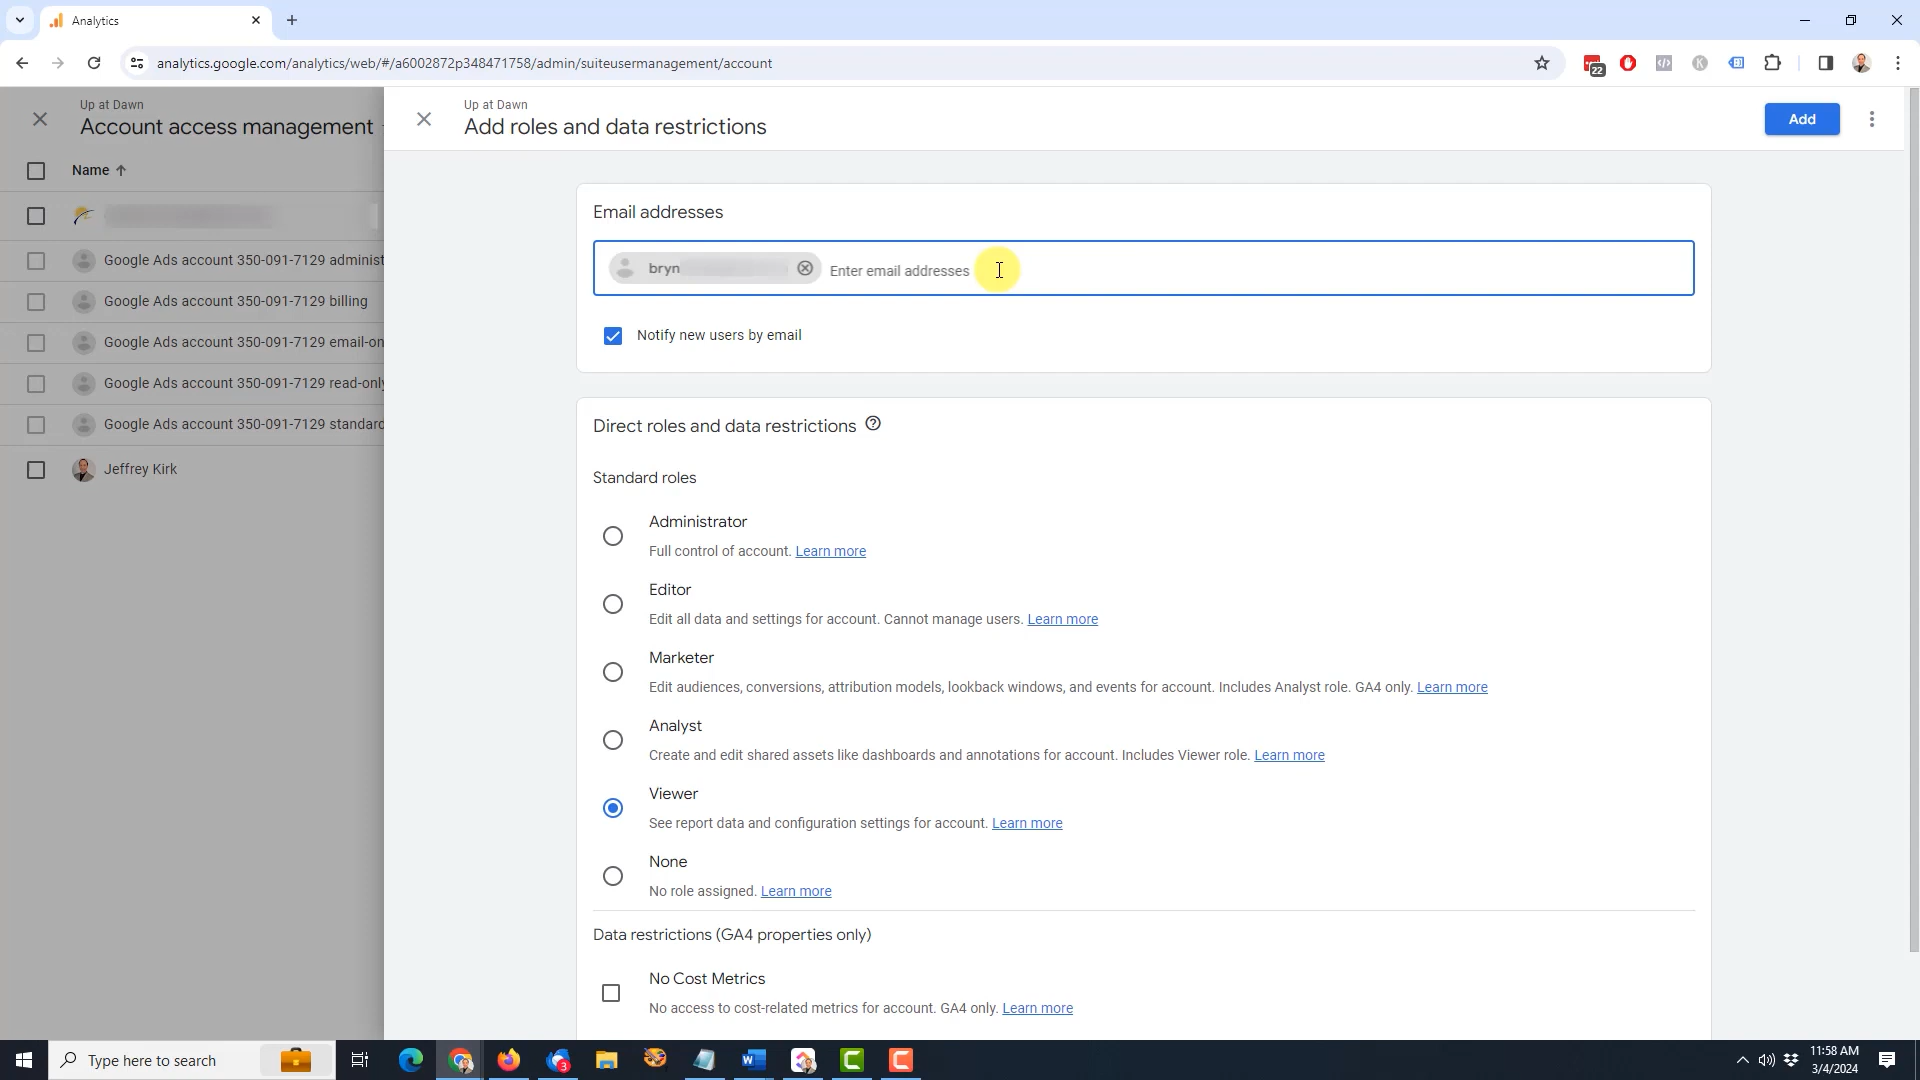 Analytics
analytics.google.com/analytics/web/#/a6002872p348471758/admin/suiteusermanagement/account
22
Up at Dawn
Account access management
Name
Google Ads account 350-091-7129 administ
Google Ads account 350-091-7129 billing
Google Ads account 350-091-7129 email-on
Google Ads account 350-091-7129 read-only
Google Ads account 350-091-7129 standard
Jeffrey Kirk
Up at Dawn
Add roles and data restrictions
Add
Email addresses
bryn
Enter email addresses
Notify new users by email
Direct roles and data restrictions
Standard roles
Administrator
Full control of account. Learn more
Editor
Edit all data and settings for account. Cannot manage users. Learn more
Marketer
Edit audiences, conversions, attribution models, lookback windows, and events for account. Includes Analyst role. GA4 only. Learn more
Analyst
Create and edit shared assets like dashboards and annotations for account. Includes Viewer role. Learn more
Viewer
See report data and configuration settings for account. Learn more
None
No role assigned. Learn more
Data restrictions (GA4 properties only)
No Cost Metrics
No access to cost-related metrics for account. GA4 only. Learn more
Type here to search
3
11:58 AM
3/4/2024